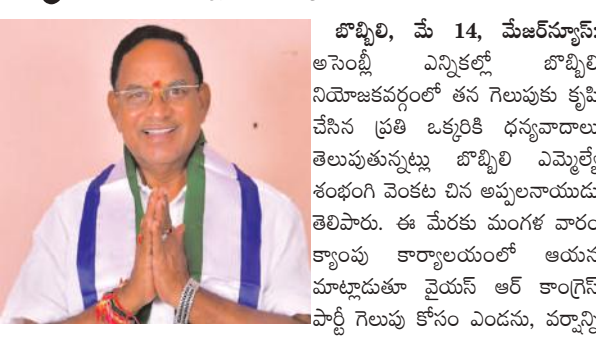 బొబ్బిలి, మే 14, మేజర్‌న్యూస్:
అసెంబ్లీ ఎన్నికల్లో బొబ్బిలి
నియోజకవర్గంలో తన గెలుపుకు కృషి
చేసిన ప్రతి ఒక్కరికి ధన్యవాదాలు
తెలుపుతున్నట్లు బొబ్బిలి ఎమ్మెల్యే
శంభంగి వెంకట చిన అప్పలనాయుడు
తెలిపారు. ఈ మేరకు మంగళ వారం
క్యాంపు కార్యాలయంలో ఆయన
మాట్లాడుతూ వైయస్ ఆర్ కాంగ్రెస్
పార్టీ గెలుపు కోసం ఎండను, వర్షాన్ని